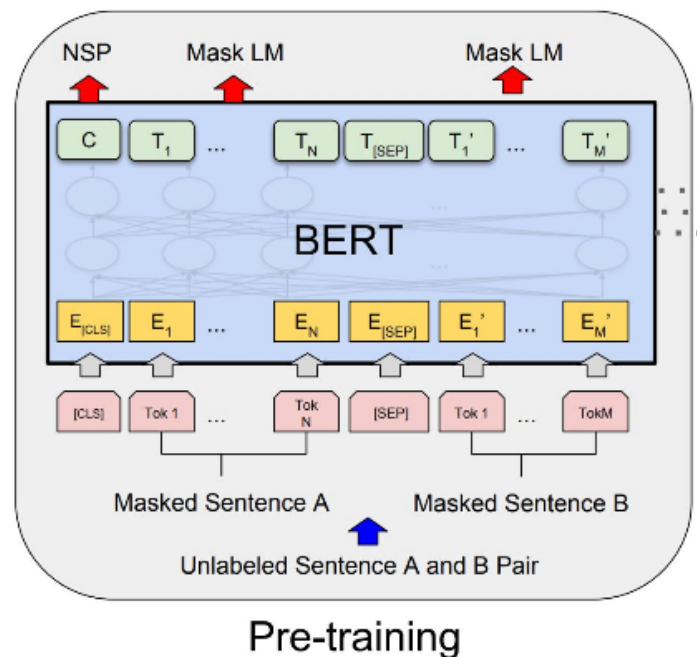 NSP Mask LM Mask LM
C T1 ... TN T[SEP] T1' ... TM'
BERT
E[CLS] E1 ... EN E[SEP] E1' ... EM'
[CLS] Tok 1 ... Tok N [SEP] Tok 1 ... TokM
Masked Sentence A Masked Sentence B
Unlabeled Sentence A and B Pair
Pre-training